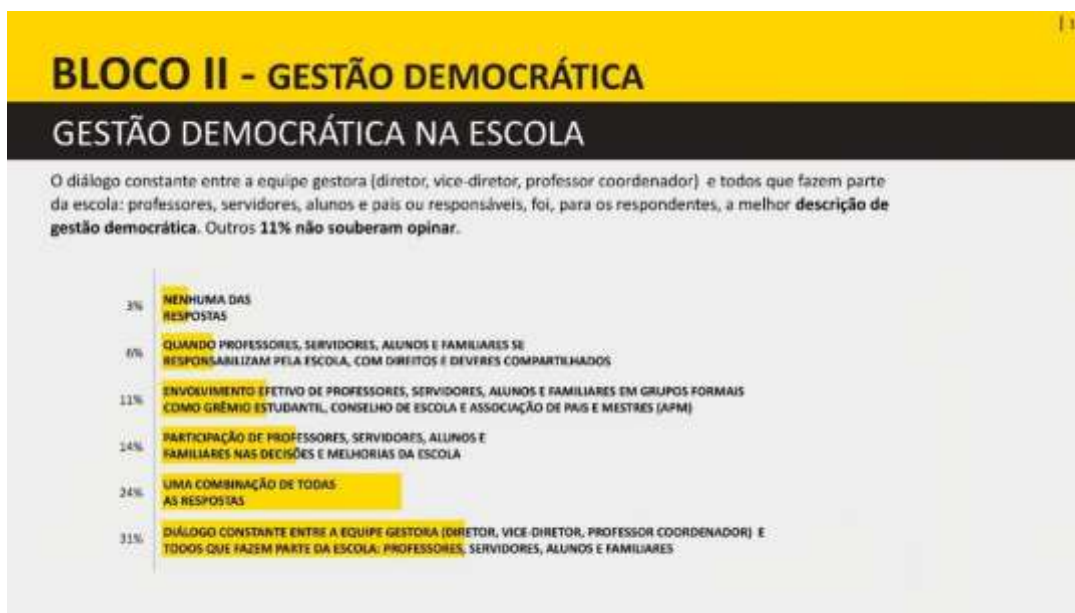 BLOCO II - GESTÃO DEMOCRÁTICA
GESTÃO DEMOCRÁTICA NA ESCOLA
O diálogo constante entre a equipe gestora (diretor, vice-diretor, professor coordenador) e todos que fazem parte
da escola: professores, servidores, alunos e pais ou responsáveis, foi, para os respondentes, a melhor descrição de
gestão democrática. Outros 11% não souberam opinar.
3% NENHUMA DAS
RESPOSTAS
6% QUANDO PROFESSORES, SERVIDORES, ALUNOS E FAMILIARES SE
RESPONSABILIZAM PELA ESCOLA, COM DIREITOS E DEVERES COMPARTILHADOS
11% ENVOLVIMENTO EFETIVO DE PROFESSORES, SERVIDORES, ALUNOS E FAMILIARES EM GRUPOS FORMAIS
COMO GRÊMIO ESTUDANTIL, CONSELHO DE ESCOLA E ASSOCIAÇÃO DE PAIS E MESTRES (APM)
14% PARTICIPAÇÃO DE PROFESSORES, SERVIDORES, ALUNOS E
FAMILIARES NAS DECISÕES E MELHORIAS DA ESCOLA
24% UMA COMBINAÇÃO DE TODAS
AS RESPOSTAS
31% DIÁLOGO CONSTANTE ENTRE A EQUIPE GESTORA (DIRETOR, VICE-DIRETOR, PROFESSOR COORDENADOR) E
TODOS QUE FAZEM PARTE DA ESCOLA: PROFESSORES, SERVIDORES, ALUNOS E FAMILIARES